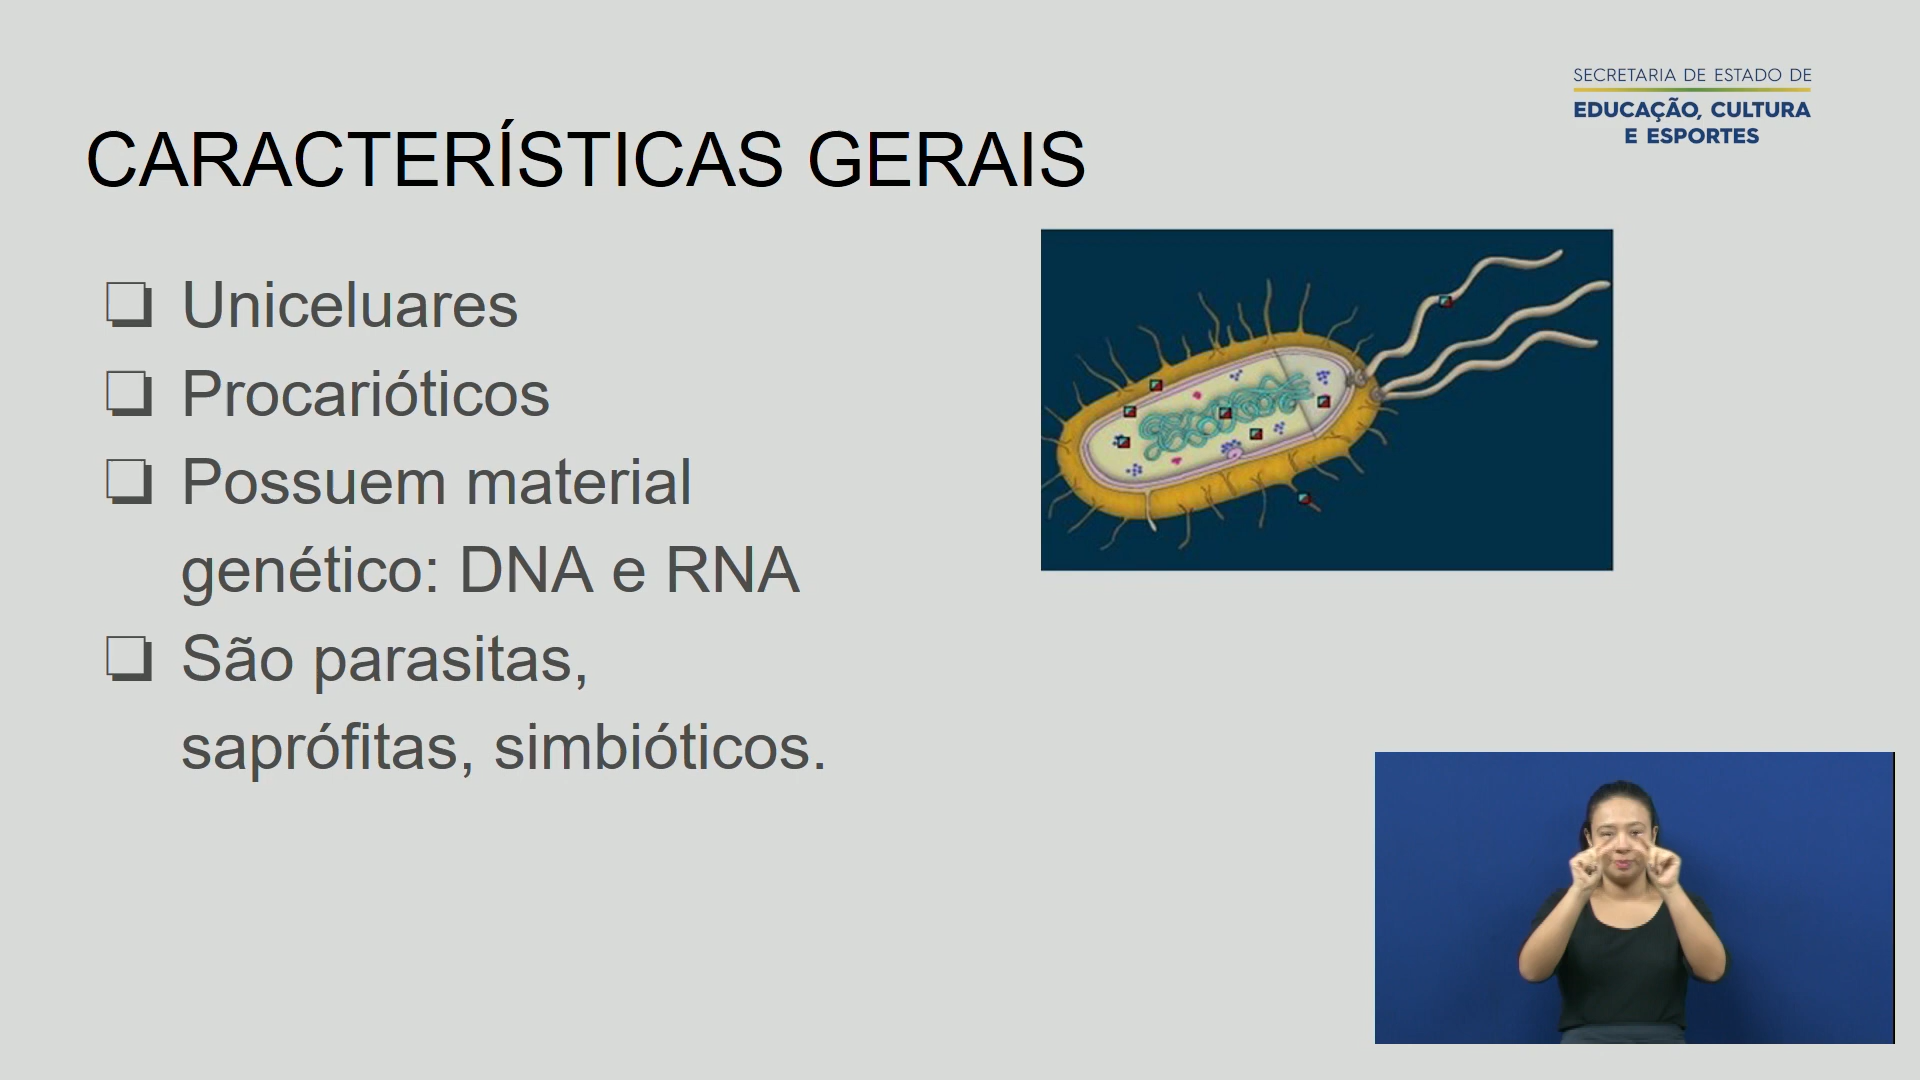 SECRETARIA DE ESTADO DE
EDUCAÇÃO, CULTURA
E ESPORTES
CARACTERÍSTICAS GERAIS
❏ Uniceluares
❏ Procarióticos
❏ Possuem material
genético: DNA e RNA
❏ São parasitas,
saprófitas, simbióticos.